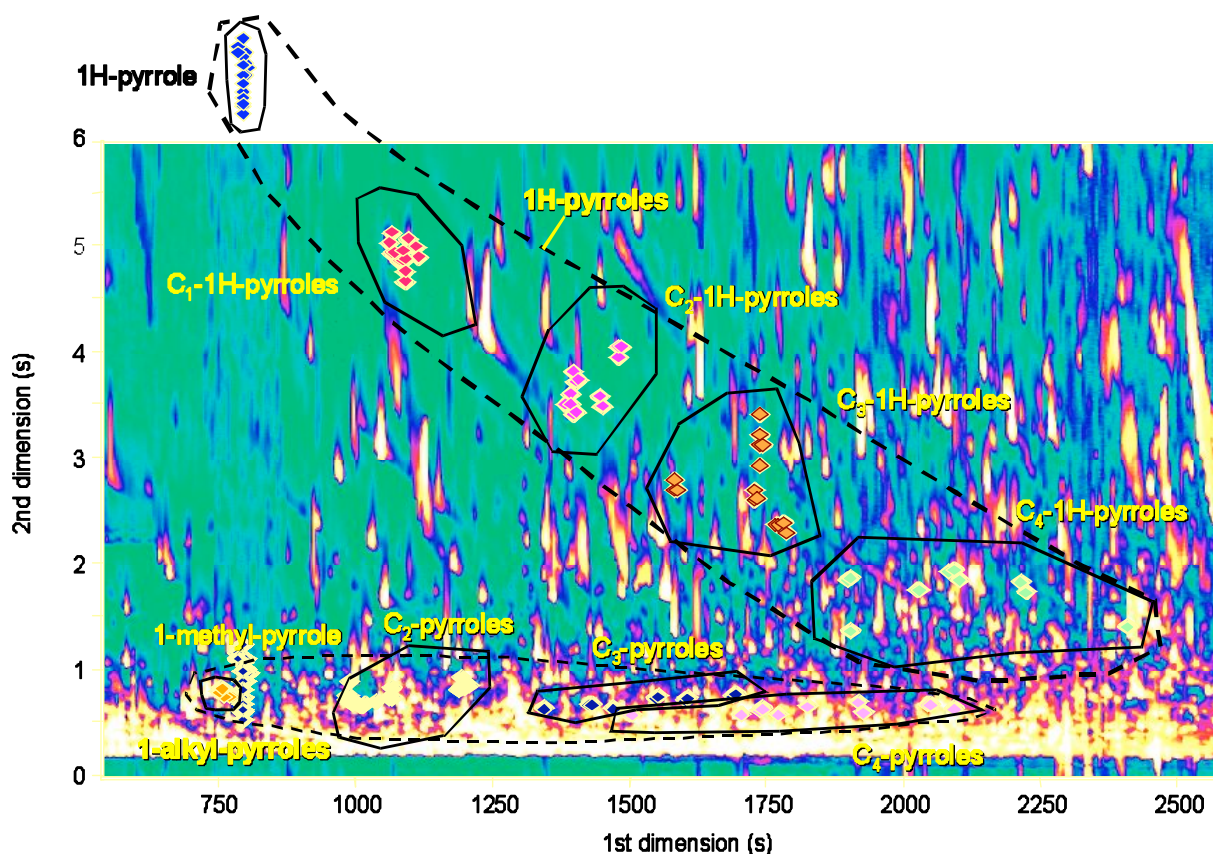 1H-pyrrole
6
1H-pyrroles
5
C1-1H-pyrroles
C2-1H-pyrroles
4
C3-1H-pyrroles
3
2nd dimension (s)
C4-1H-pyrroles
2
1-methyl-pyrrole
C2-pyrroles
C3-pyrroles
1
1-alkyl-pyrroles
C4-pyrroles
0
750 1000 1250 1500 1750 2000 2250 2500
1st dimension (s)